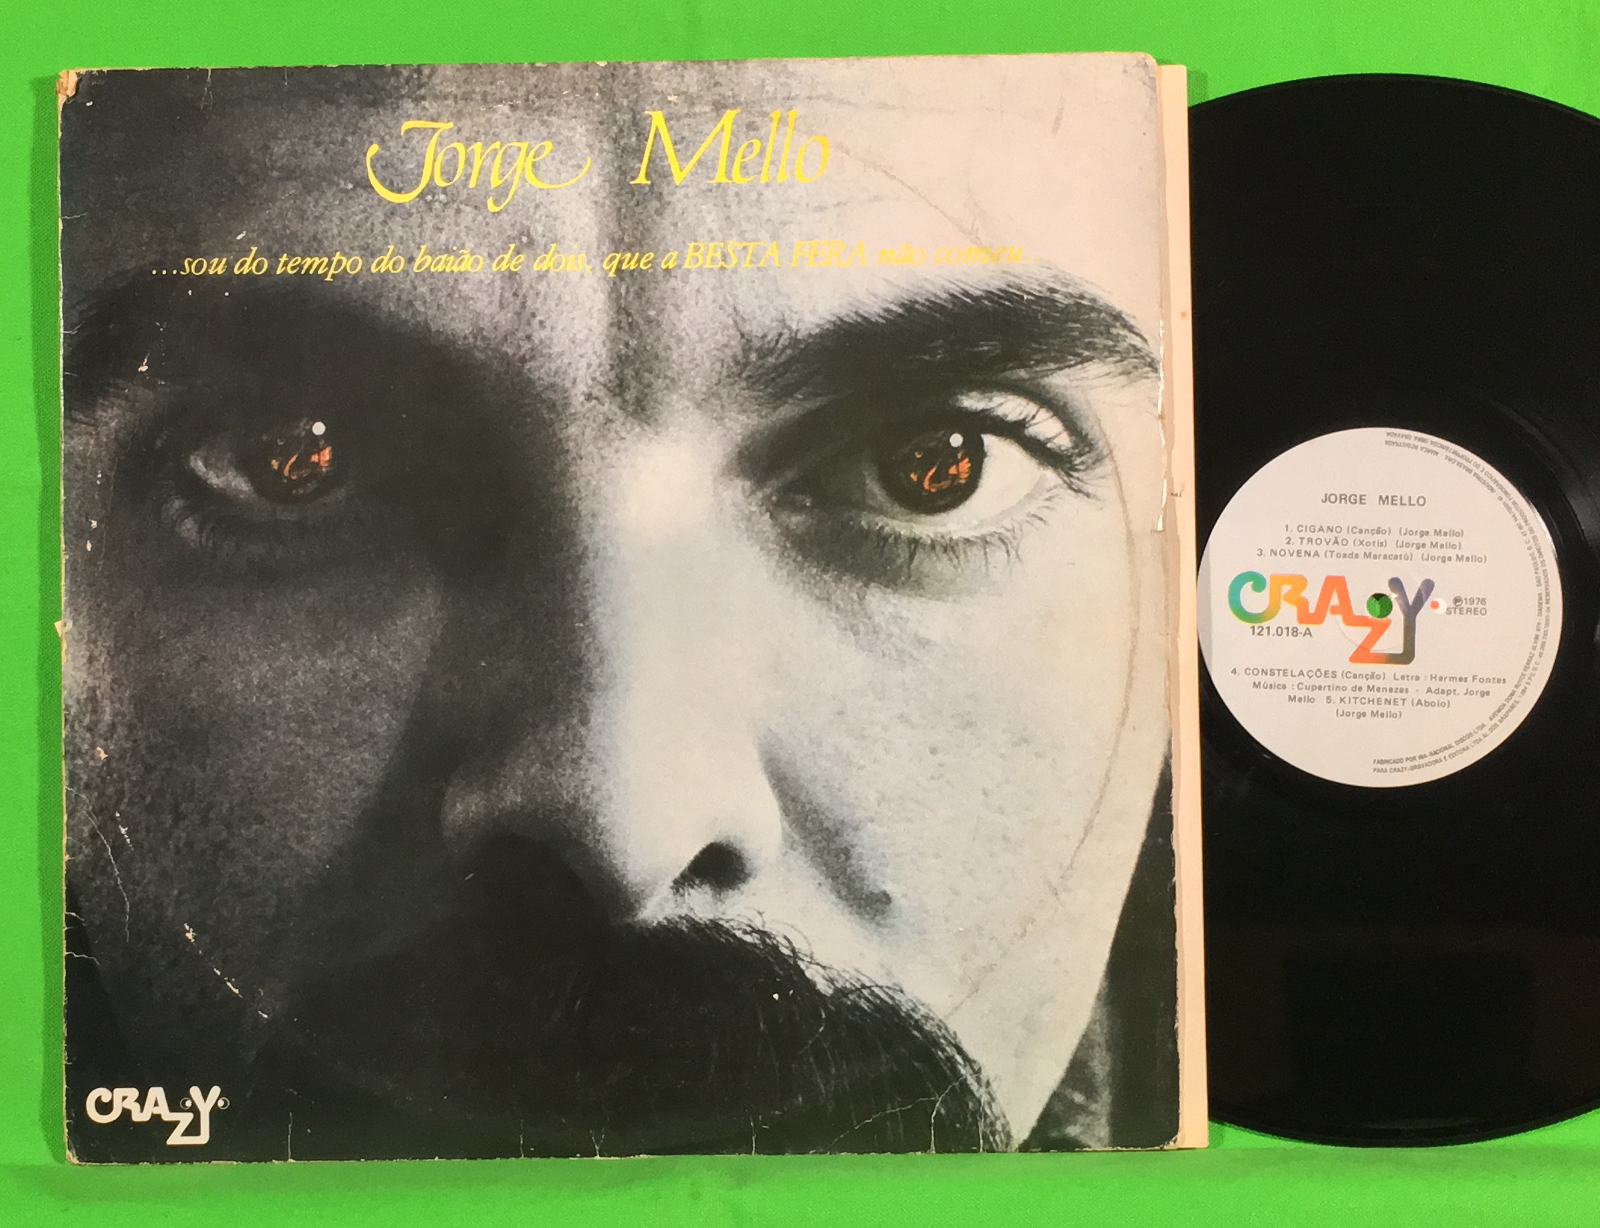 Jorge Mello
...sou do tempo do baião de dois, que a BESTA FERA não comeu...
CRAZY
JORGE MELLO
1. CIGANO (Canção) (Jorge Mello)
2. TROVÃO (Xotis) (Jorge Mello)
3. NOVENA (Toada Maracatú) (Jorge Mello)
CRAZY
℗1976
STEREO
121.018-A
4. CONSTELAÇÕES (Canção) Letra : Hermes Fontes
Música : Cupertino de Menezes - Adapt. Jorge
Mello 5. KITCHENET (Aboio)
(Jorge Mello)